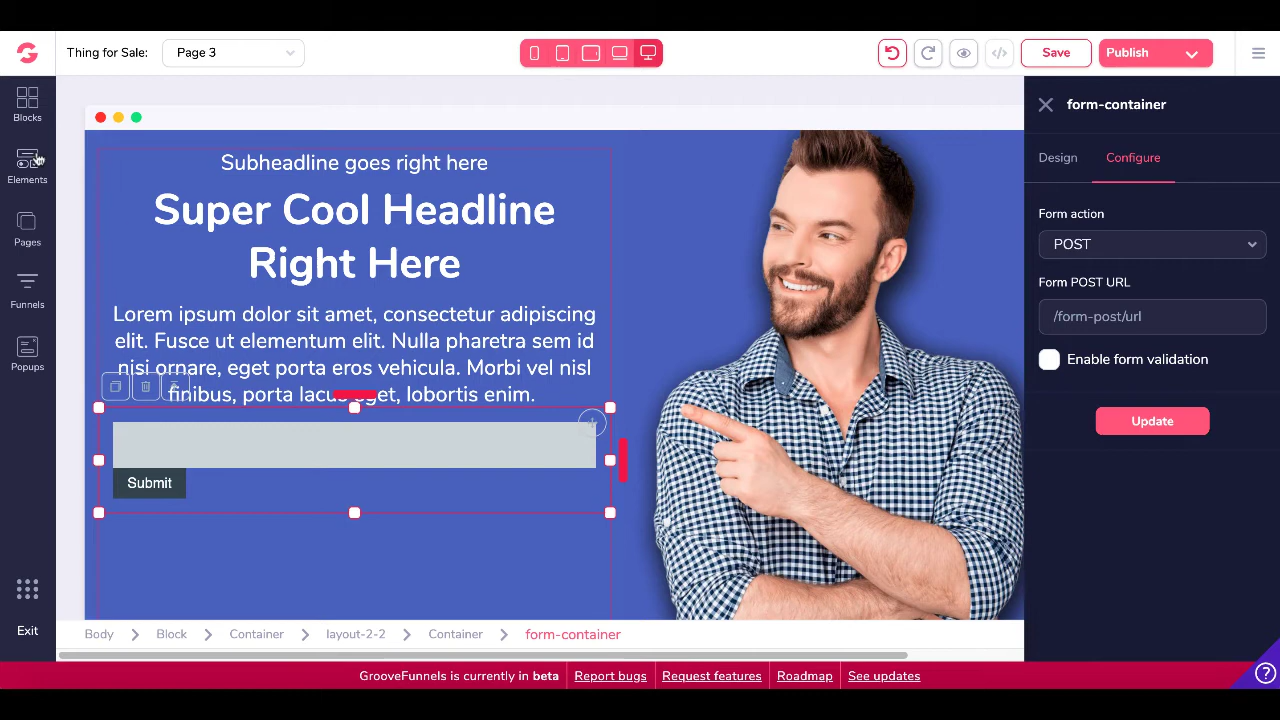 Thing for Sale:
Page 3
Save
Publish
Blocks
Elements
Pages
Funnels
Popups
Exit
Subheadline goes right here
Super Cool Headline
Right Here
Lorem ipsum dolor sit amet, consectetur adipiscing
elit. Fusce ut elementum elit. Nulla pharetra sem id
nisi ornare, eget porta eros vehicula. Morbi vel nisl
finibus, porta lacus eget, lobortis enim.
Submit
form-container
Design
Configure
Form action
POST
Form POST URL
/form-post/url
Enable form validation
Update
Body
Block
Container
layout-2-2
Container
form-container
GrooveFunnels is currently in beta
Report bugs
Request features
Roadmap
See updates